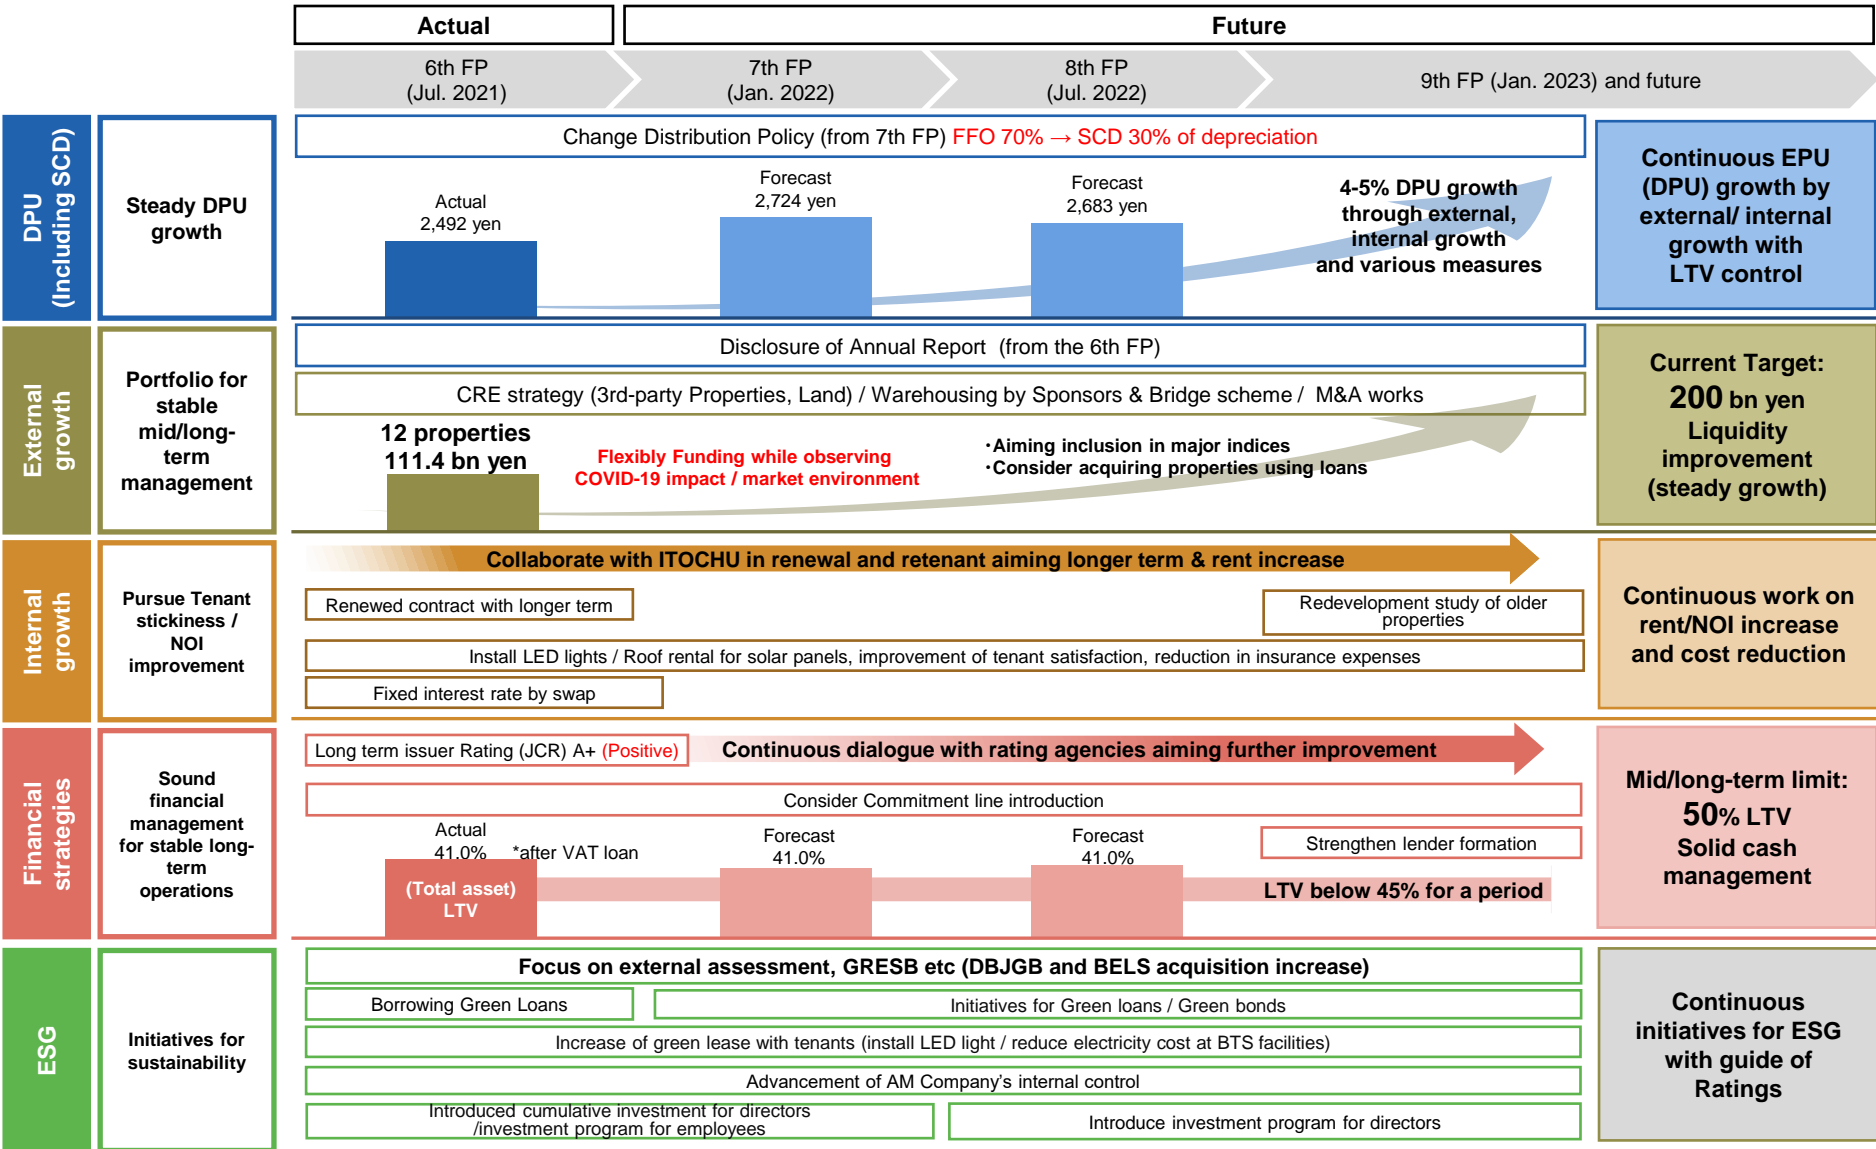 Actual
Future
6th FP
(Jul. 2021)
7th FP
(Jan. 2022)
8th FP
(Jul. 2022)
9th FP (Jan. 2023) and future
DPU
(Including SCD)
Steady DPU
growth
Change Distribution Policy (from 7th FP) FFO 70% → SCD 30% of depreciation
Actual
2,492 yen
Forecast
2,724 yen
Forecast
2,683 yen
4-5% DPU growth
through external,
internal growth
and various measures
Continuous EPU
(DPU) growth by
external/ internal
growth with
LTV control
External
growth
Portfolio for
stable
mid/long-
term
management
Disclosure of Annual Report (from the 6th FP)
CRE strategy (3rd-party Properties, Land) / Warehousing by Sponsors & Bridge scheme / M&A works
12 properties
111.4 bn yen
Flexibly Funding while observing
COVID-19 impact / market environment
・Aiming inclusion in major indices
・Consider acquiring properties using loans
Current Target:
200 bn yen
Liquidity
improvement
(steady growth)
Internal
growth
Pursue Tenant
stickiness /
NOI
improvement
Collaborate with ITOCHU in renewal and retenant aiming longer term & rent increase
Renewed contract with longer term
Redevelopment study of older
properties
Install LED lights / Roof rental for solar panels, improvement of tenant satisfaction, reduction in insurance expenses
Fixed interest rate by swap
Continuous work on
rent/NOI increase
and cost reduction
Financial
strategies
Sound
financial
management
for stable long-
term
operations
Long term issuer Rating (JCR) A+ (Positive)
Continuous dialogue with rating agencies aiming further improvement
Consider Commitment line introduction
Actual
41.0%
*after VAT loan
Forecast
41.0%
Forecast
41.0%
Strengthen lender formation
(Total asset)
LTV
LTV below 45% for a period
Mid/long-term limit:
50% LTV
Solid cash
management
ESG
Initiatives for
sustainability
Focus on external assessment, GRESB etc (DBJGB and BELS acquisition increase)
Borrowing Green Loans
Initiatives for Green loans / Green bonds
Increase of green lease with tenants (install LED light / reduce electricity cost at BTS facilities)
Advancement of AM Company's internal control
Introduced cumulative investment for directors
/investment program for employees
Introduce investment program for directors
Continuous
initiatives for ESG
with guide of
Ratings